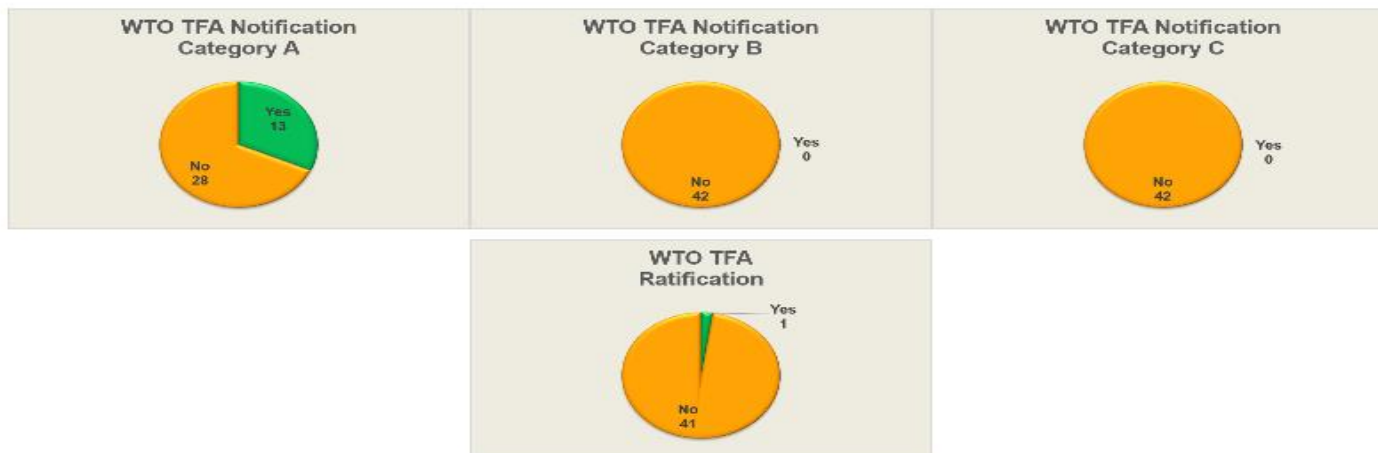 WTO TFA Notification
Category A
Yes
13
No
28
WTO TFA Notification
Category B
Yes
0
No
42
WTO TFA Notification
Category C
Yes
0
No
42
WTO TFA
Ratification
Yes
1
No
41